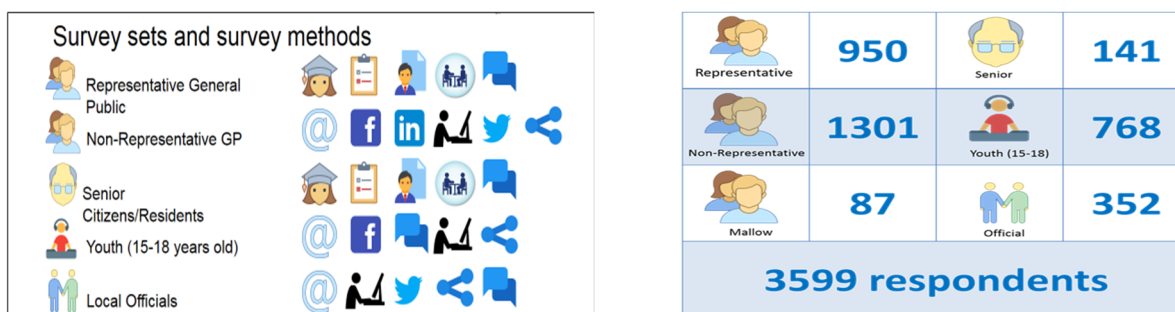 Survey sets and survey methods
Representative General
Public
Non-Representative GP
Senior
Citizens/Residents
Youth (15-18 years old)
Local Officials
Representative
950
Senior
141
Non-Representative
1301
Youth (15-18)
768
Mallow
87
Official
352
3599 respondents